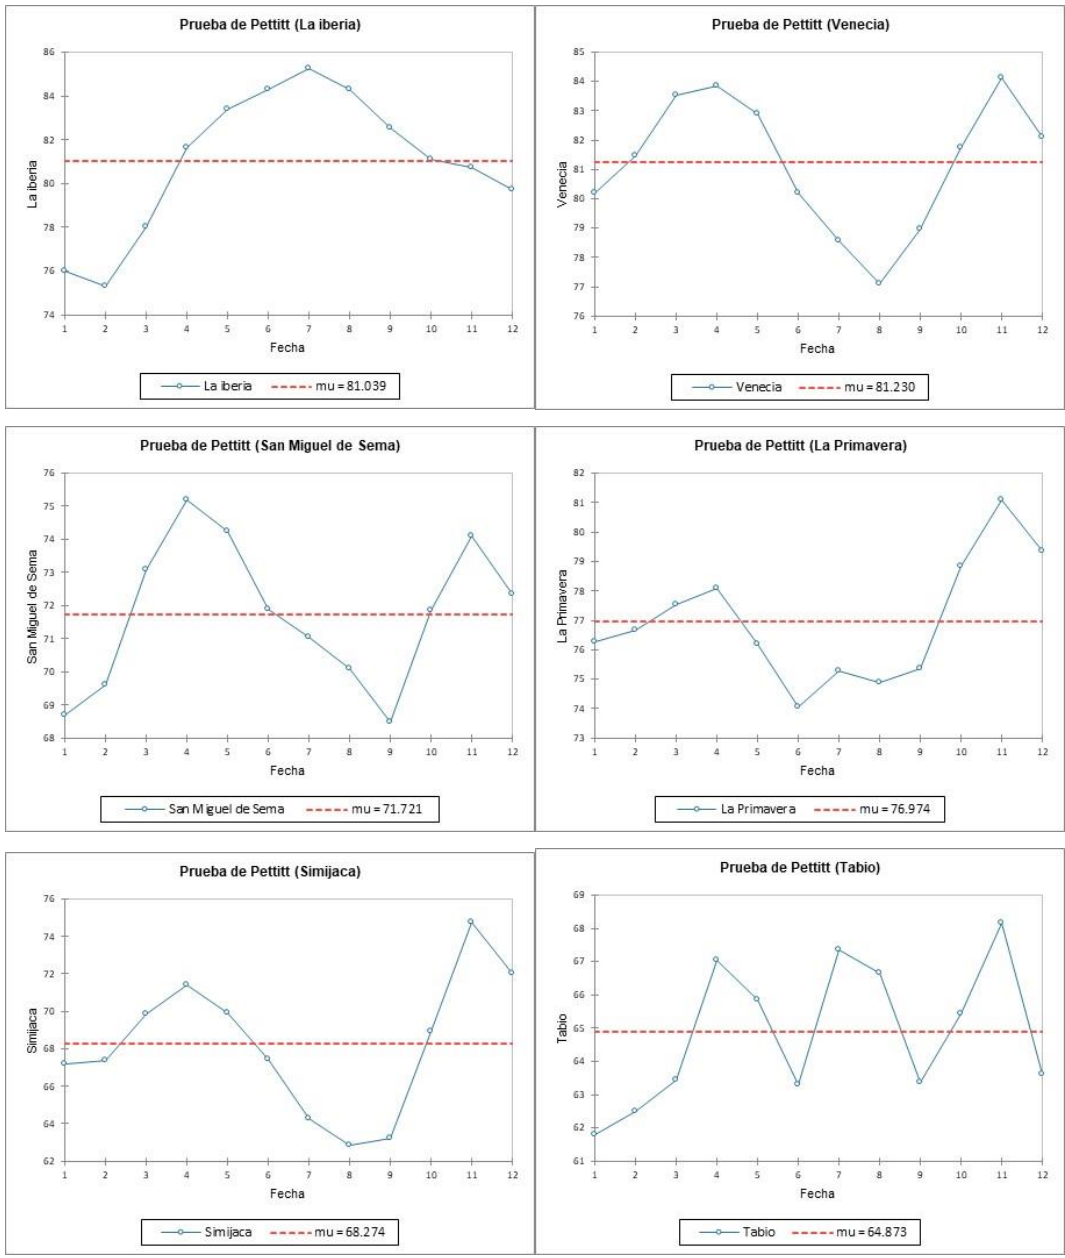 Prueba de Pettitt (La iberia)
86
84
82
80
78
76
74
La iberia
1 2 3 4 5 6 7 8 9 10 11 12
Fecha
La iberia mu = 81.039
Prueba de Pettitt (Venecia)
85
84
83
82
81
80
79
78
77
76
Venecia
1 2 3 4 5 6 7 8 9 10 11 12
Fecha
Venecia mu = 81.230
Prueba de Pettitt (San Miguel de Sema)
76
75
74
73
72
71
70
69
68
San Miguel de Sema
1 2 3 4 5 6 7 8 9 10 11 12
Fecha
San Miguel de Sema mu = 71.721
Prueba de Pettitt (La Primavera)
82
81
80
79
78
77
76
75
74
73
La Primavera
1 2 3 4 5 6 7 8 9 10 11 12
Fecha
La Primavera mu = 76.974
Prueba de Pettitt (Simijaca)
76
74
72
70
68
66
64
62
Simijaca
1 2 3 4 5 6 7 8 9 10 11 12
Fecha
Simijaca mu = 68.274
Prueba de Pettitt (Tabio)
69
68
67
66
65
64
63
62
61
Tabio
1 2 3 4 5 6 7 8 9 10 11 12
Fecha
Tabio mu = 64.873